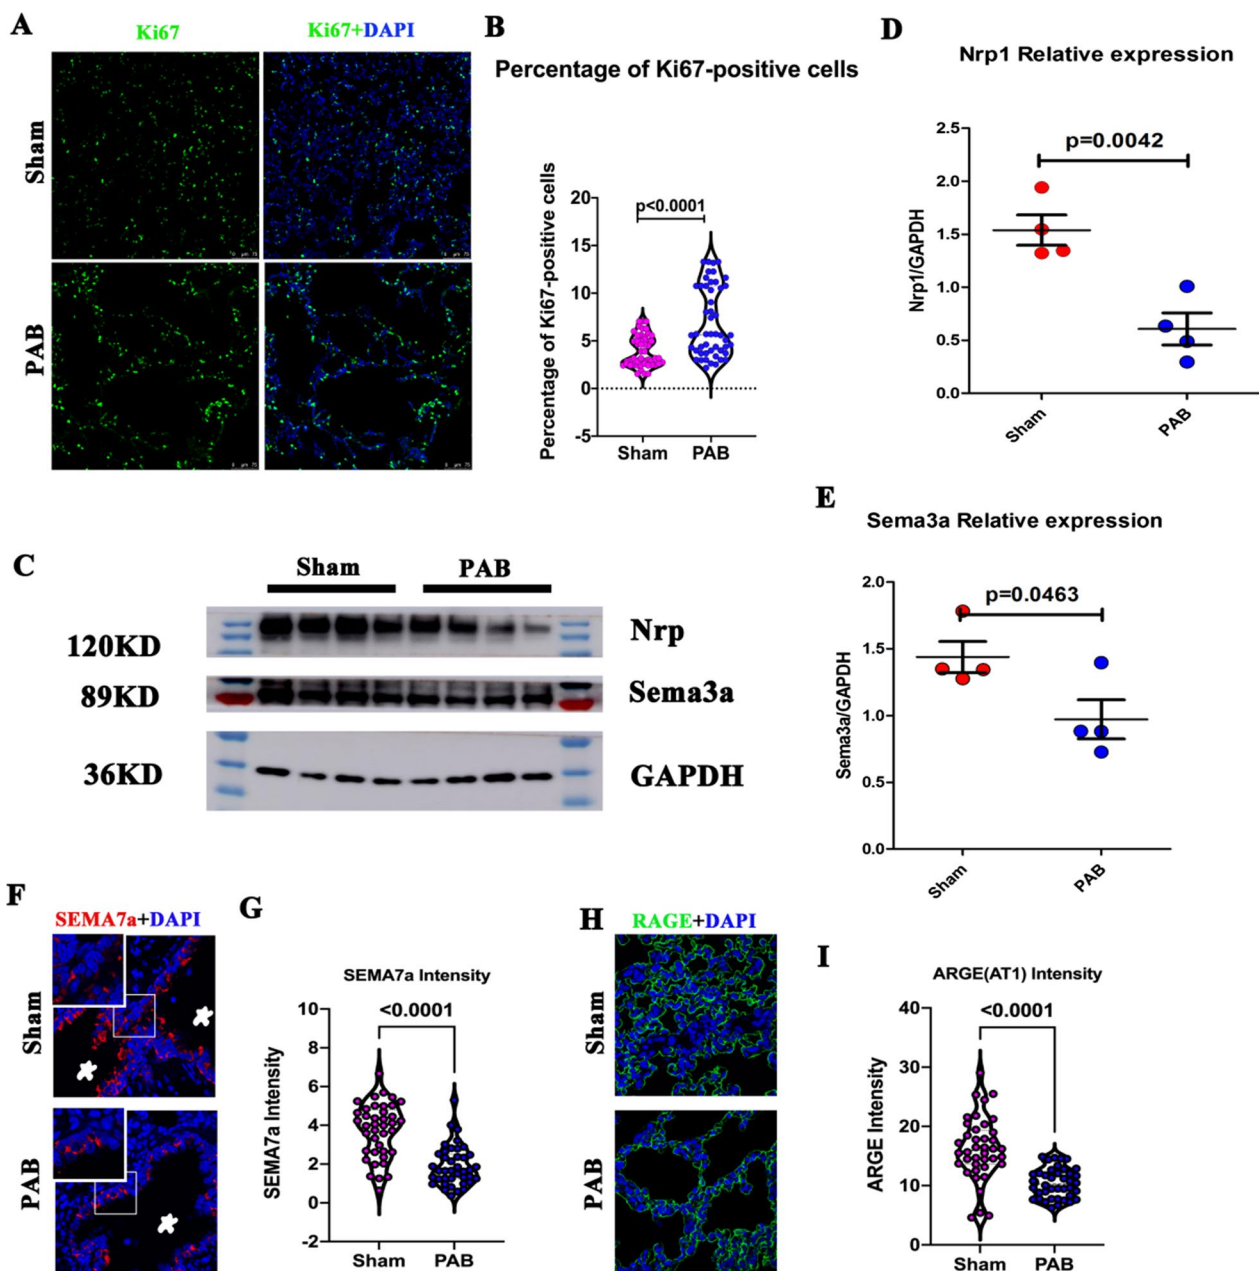 A
Ki67
Ki67+DAPI
Sham
PAB
B
Percentage of Ki67-positive cells
Percentage of Ki67-positive cells
20
15
10
5
0
-5
p<0.0001
Sham
PAB
D
Nrp1 Relative expression
Nrp1/GAPDH
2.5
2.0
1.5
1.0
0.5
0.0
p=0.0042
Sham
PAB
C
Sham
PAB
120KD
Nrp
89KD
Sema3a
36KD
GAPDH
E
Sema3a Relative expression
Sema3a/GAPDH
2.0
1.5
1.0
0.5
0.0
p=0.0463
Sham
PAB
F
SEMA7a+DAPI
Sham
PAB
G
SEMA7a Intensity
SEMA7a Intensity
10
8
6
4
2
0
-2
<0.0001
Sham
PAB
H
RAGE+DAPI
Sham
PAB
I
ARGE(AT1) Intensity
ARGE Intensity
40
30
20
10
0
<0.0001
Sham
PAB